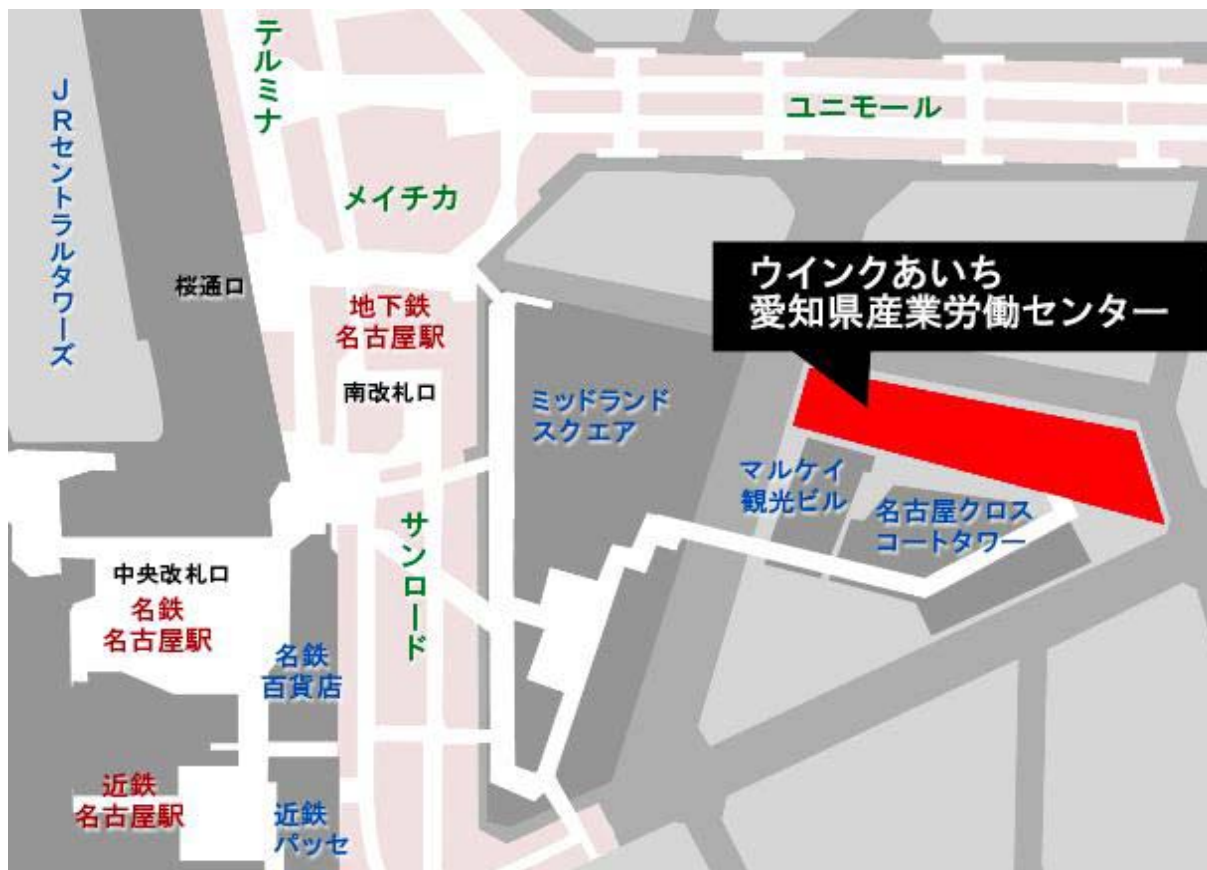 テルミナ
JRセントラルタワーズ
ユニモール
メイチカ
ウインクあいち
愛知県産業労働センター
桜通口
地下鉄
名古屋駅
南改札口
ミッドランド
スクエア
マルケイ
観光ビル
名古屋クロス
コートタワー
サンロード
中央改札口
名鉄
名古屋駅
名鉄
百貨店
近鉄
名古屋駅
近鉄
パッセ